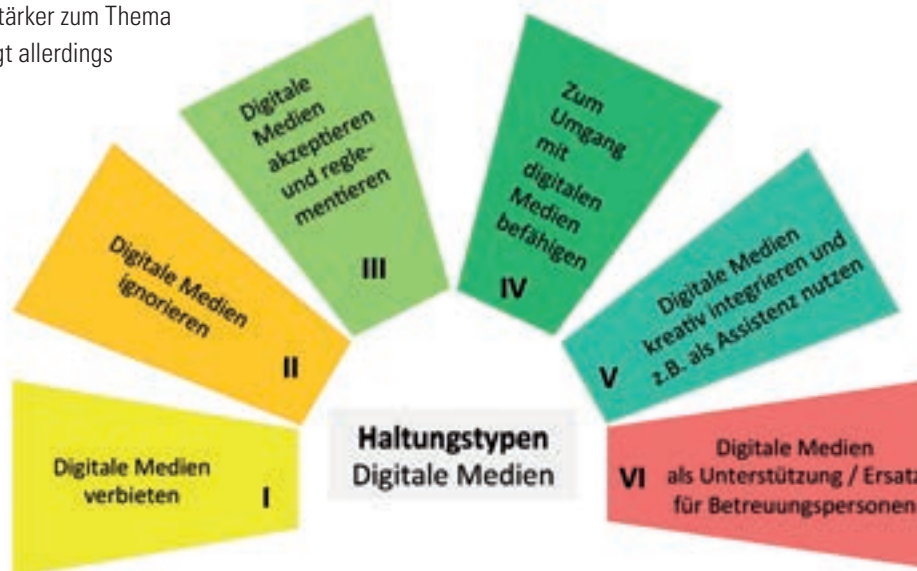 tärker zum Thema
gt allerdings
Digitale Medien
verbieten
I
Digitale Medien
ignorieren
II
Digitale
Medien
akzeptieren
und regle-
mentieren
III
Zum
Umgang
mit
digitalen
Medien
befähigen
IV
Digitale Medien
kreativ integrieren und
z.B. als Assistenz nutzen
V
Digitale Medien
als Unterstützung / Ersatz
für Betreuungspersonen
VI
Haltungstypen
Digitale Medien